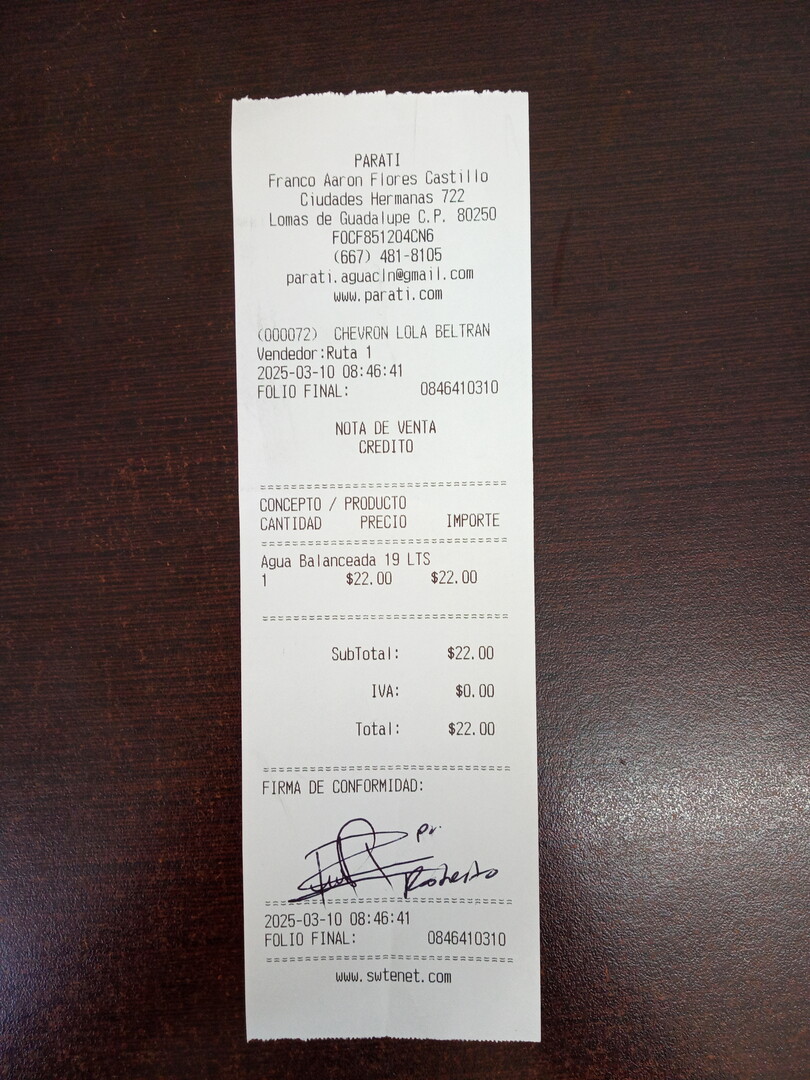 PARATI
Franco Aaron Flores Castillo
Ciudades Hermanas 722
Lomas de Guadalupe C.P. 80250
FOCF851204CN6
(667) 481-8105
parati.aguacln@gmail.com
www.parati.com
(000072) CHEVRON LOLA BELTRAN
Vendedor:Ruta 1
2025-03-10 08:46:41
FOLIO FINAL: 0846410310
NOTA DE VENTA
CREDITO
CONCEPTO / PRODUCTO
CANTIDAD PRECIO IMPORTE
Agua Balanceada 19 LTS
1 $22.00 $22.00
SubTotal: $22.00
IVA: $0.00
Total: $22.00
FIRMA DE CONFORMIDAD:
Roberto
2025-03-10 08:46:41
FOLIO FINAL: 0846410310
www.swtenet.com